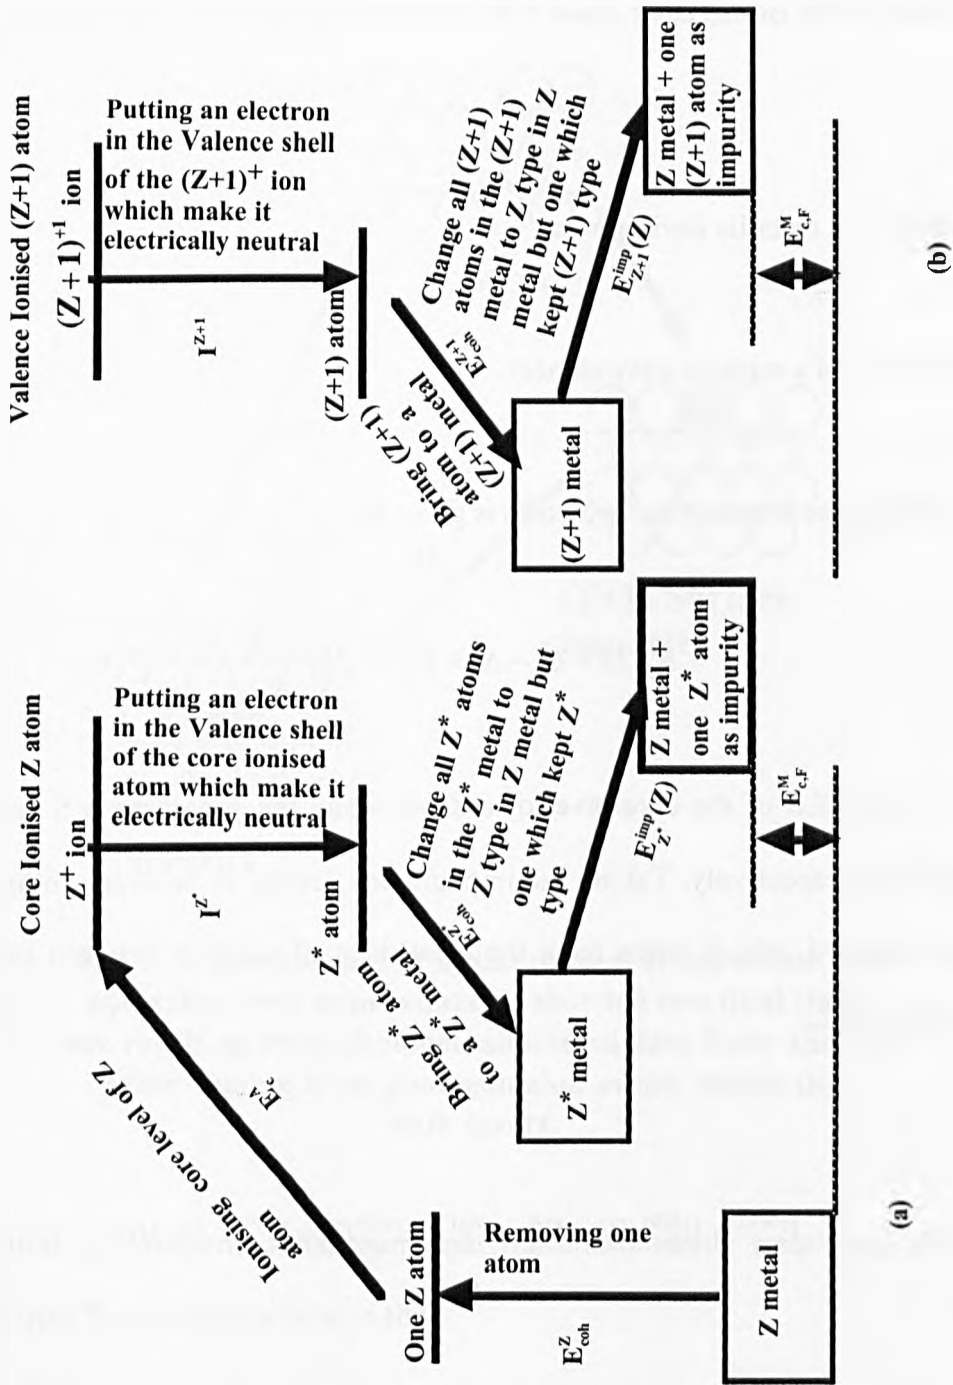 Core Ionised Z atom
Z+ ion
Putting an electron
in the Valence shell
of the core ionised
atom which make it
electrically neutral
I^Z*
Z* atom
Ionising core level of Z
atom
E_A^c
One Z atom
Removing one
atom
E_coh^Z
Z metal
Bring Z* atom
to a Z* metal
E_coh^Z*
Z* metal
Change all Z* atoms
in the Z* metal to
Z type in Z metal but
one which kept Z*
type
E_Z*^imp(Z)
Z metal +
one Z* atom
as impurity
E_c,F^M
(a)
Valence Ionised (Z+1) atom
(Z+1)^+1 ion
Putting an electron
in the Valence shell
of the (Z+1)+ ion
which make it
electrically neutral
I^Z+1
(Z+1) atom
Bring (Z+1)
atom to a
(Z+1) metal
E_coh^Z+1
(Z+1) metal
Change all (Z+1)
atoms in the (Z+1)
metal to Z type in Z
metal but one which
kept (Z+1) type
E_Z+1^imp(Z)
Z metal + one
(Z+1) atom as
impurity
E_c,F^M
(b)